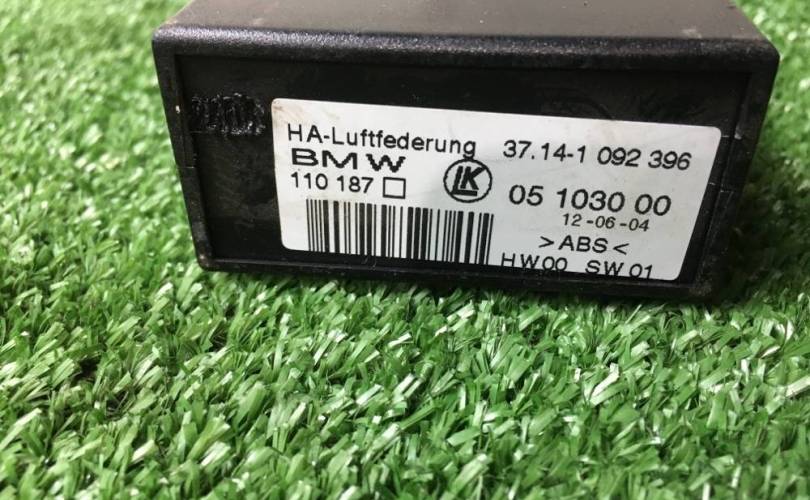 HA-Luftfederung 37.14-1 092 396
BMW
110 187 LK 05 1030 00
12-06-04
>ABS<
HW00 SW 01